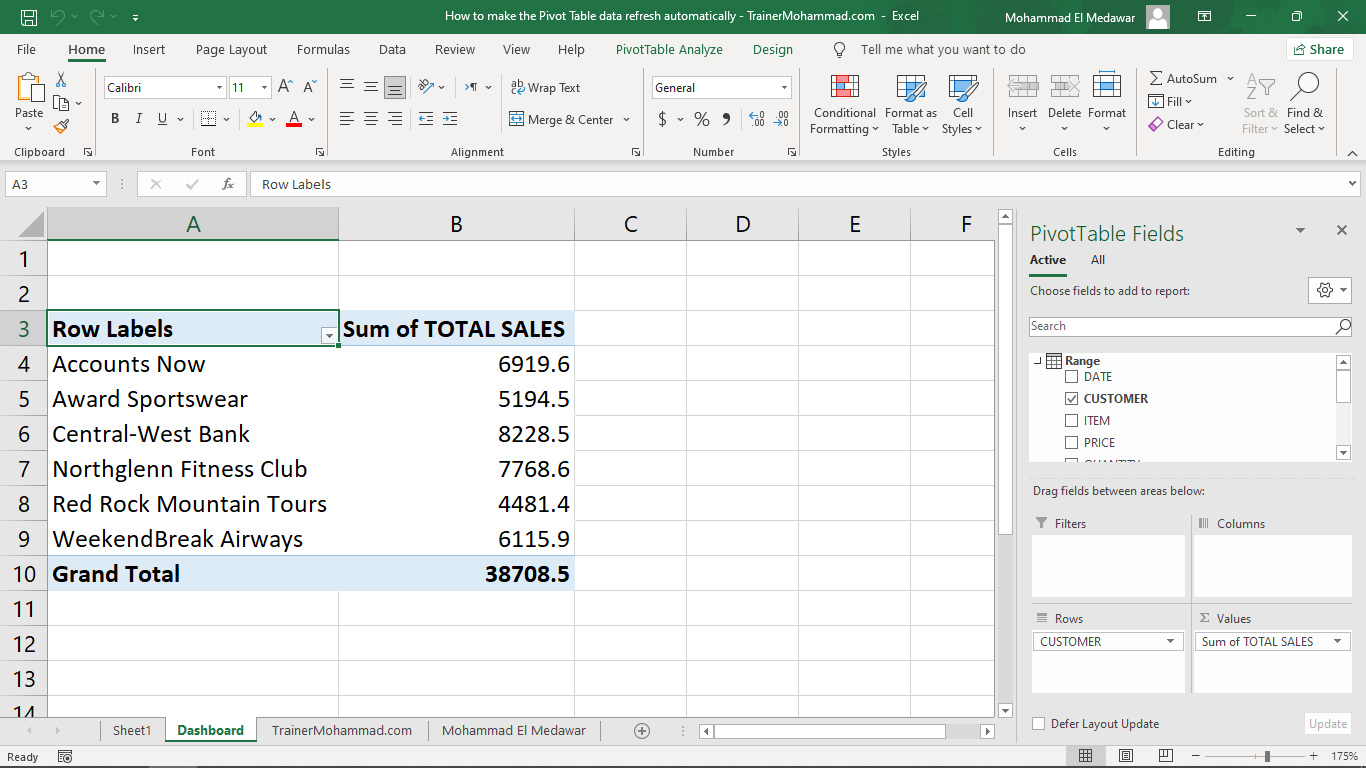 How to make the Pivot Table data refresh automatically - TrainerMohammad.com - Excel
Mohammad El Medawar
File Home Insert Page Layout Formulas Data Review View Help PivotTable Analyze Design Tell me what you want to do Share
Paste
Clipboard
Calibri 11
B I U A
Font
ab Wrap Text
Merge & Center
Alignment
General
$ % 9
Number
Conditional Formatting
Format as Table
Cell Styles
Styles
Insert Delete Format
Cells
AutoSum
Fill
Clear
Sort & Filter
Find & Select
Editing
A3 fx Row Labels
A B C D E F
1
2
3 Row Labels Sum of TOTAL SALES
4 Accounts Now 6919.6
5 Award Sportswear 5194.5
6 Central-West Bank 8228.5
7 Northglenn Fitness Club 7768.6
8 Red Rock Mountain Tours 4481.4
9 WeekendBreak Airways 6115.9
10 Grand Total 38708.5
11
12
13
14
PivotTable Fields
Active All
Choose fields to add to report:
Search
Range
DATE
CUSTOMER
ITEM
PRICE
QUANTITY
Drag fields between areas below:
Filters
Columns
Rows
CUSTOMER
Σ Values
Sum of TOTAL SALES
Defer Layout Update Update
Sheet1 Dashboard TrainerMohammad.com Mohammad El Medawar
Ready
175%